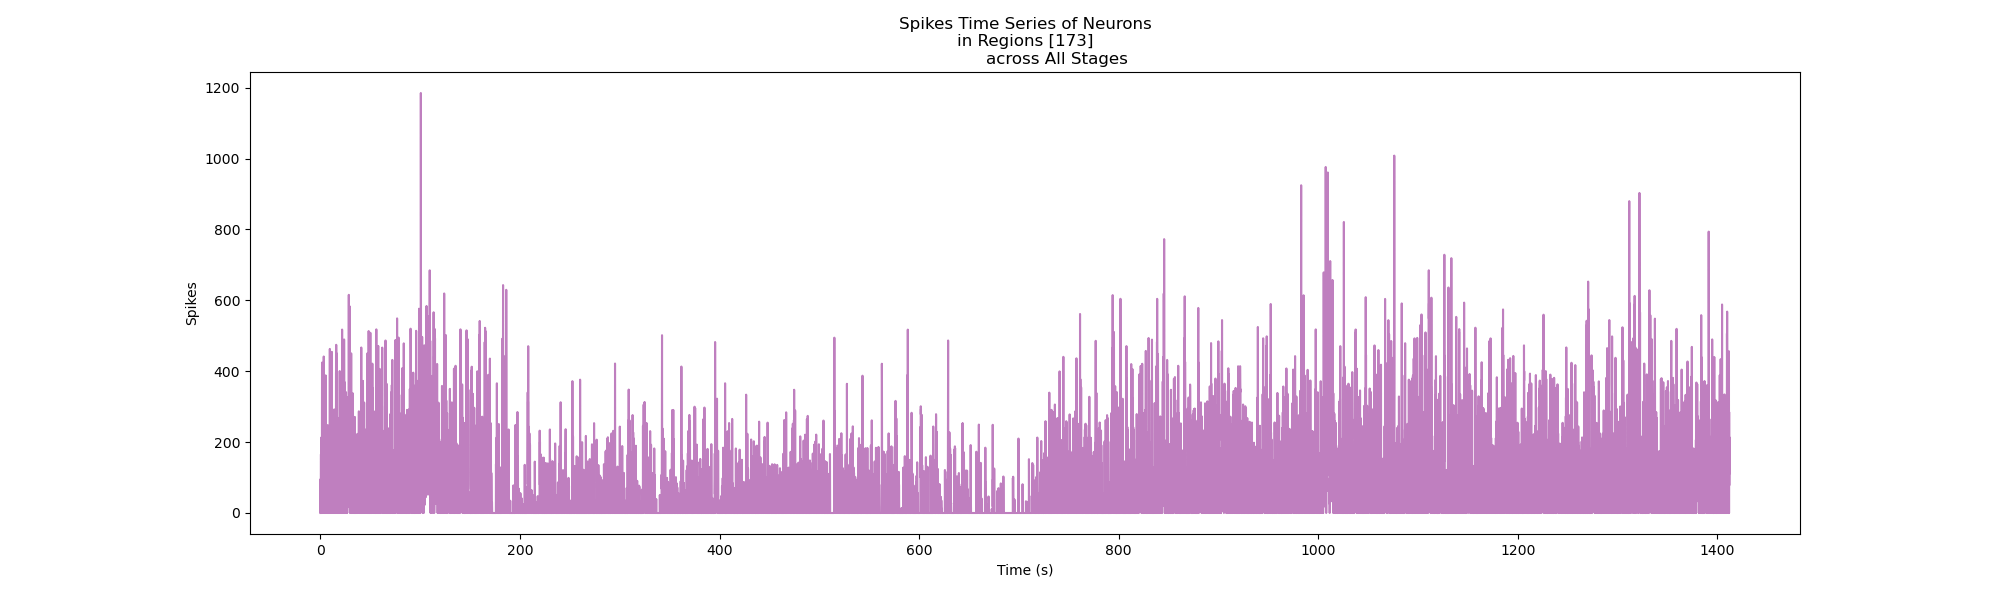 Spikes Time Series of Neurons
in Regions [173]
across All Stages
1200
1000
800
600
400
200
0
Spikes
0 200 400 600 800 1000 1200 1400
Time (s)